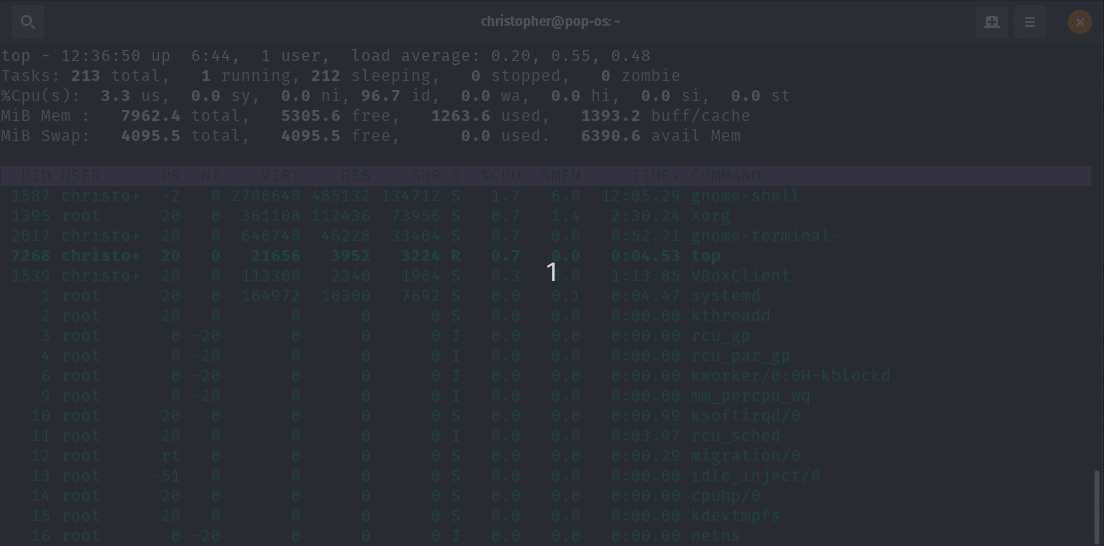 christopher@pop-os: ~
top - 12:36:50 up  6:44,  1 user,  load average: 0.20, 0.55, 0.48
Tasks: 213 total,   1 running, 212 sleeping,   0 stopped,   0 zombie
%Cpu(s):  3.3 us,  0.0 sy,  0.0 ni, 96.7 id,  0.0 wa,  0.0 hi,  0.0 si,  0.0 st
MiB Mem :   7962.4 total,   5305.6 free,   1263.6 used,   1393.2 buff/cache
MiB Swap:   4095.5 total,   4095.5 free,      0.0 used.   6390.6 avail Mem
PID USER      PR  NI    VIRT    RES    SHR S  %CPU  %MEM     TIME- COMMAND
1587 christo+  -2   0 2706648 485132 134712 S   1.7   6.0  12:05.29 gnome-shell
1395 root      20   0  361108 112436  73956 S   0.7   1.4   2:30.24 Xorg
2017 christo+  20   0  646748  46228  33404 S   0.7   0.6   0:52.71 gnome-terminal-
7268 christo+  20   0   21656   3952   3224 R   0.7   0.0   0:04.53 top
1
1539 christo+  20   0  113300   2340   1964 S   0.3   0.0   1:13.85 VBoxClient
1 root      20   0  164972  10300   7692 S   0.0   0.1   0:04.47 systemd
2 root      20   0       0      0      0 S   0.0   0.0   0:00.00 kthreadd
3 root       0 -20       0      0      0 I   0.0   0.0   0:00.00 rcu_gp
4 root       0 -20       0      0      0 I   0.0   0.0   0:00.00 rcu_par_gp
6 root       0 -20       0      0      0 I   0.0   0.0   0:00.00 kworker/0:0H-kblockd
9 root       0 -20       0      0      0 I   0.0   0.0   0:00.00 mm_percpu_wq
10 root      20   0       0      0      0 S   0.0   0.0   0:00.99 ksoftirqd/0
11 root      20   0       0      0      0 I   0.0   0.0   0:03.97 rcu_sched
12 root      rt   0       0      0      0 S   0.0   0.0   0:00.29 migration/0
13 root     -51   0       0      0      0 S   0.0   0.0   0:00.00 idle_inject/0
14 root      20   0       0      0      0 S   0.0   0.0   0:00.00 cpuhp/0
15 root      20   0       0      0      0 S   0.0   0.0   0:00.00 kdevtmpfs
16 root       0 -20       0      0      0 I   0.0   0.0   0:00.00 netns